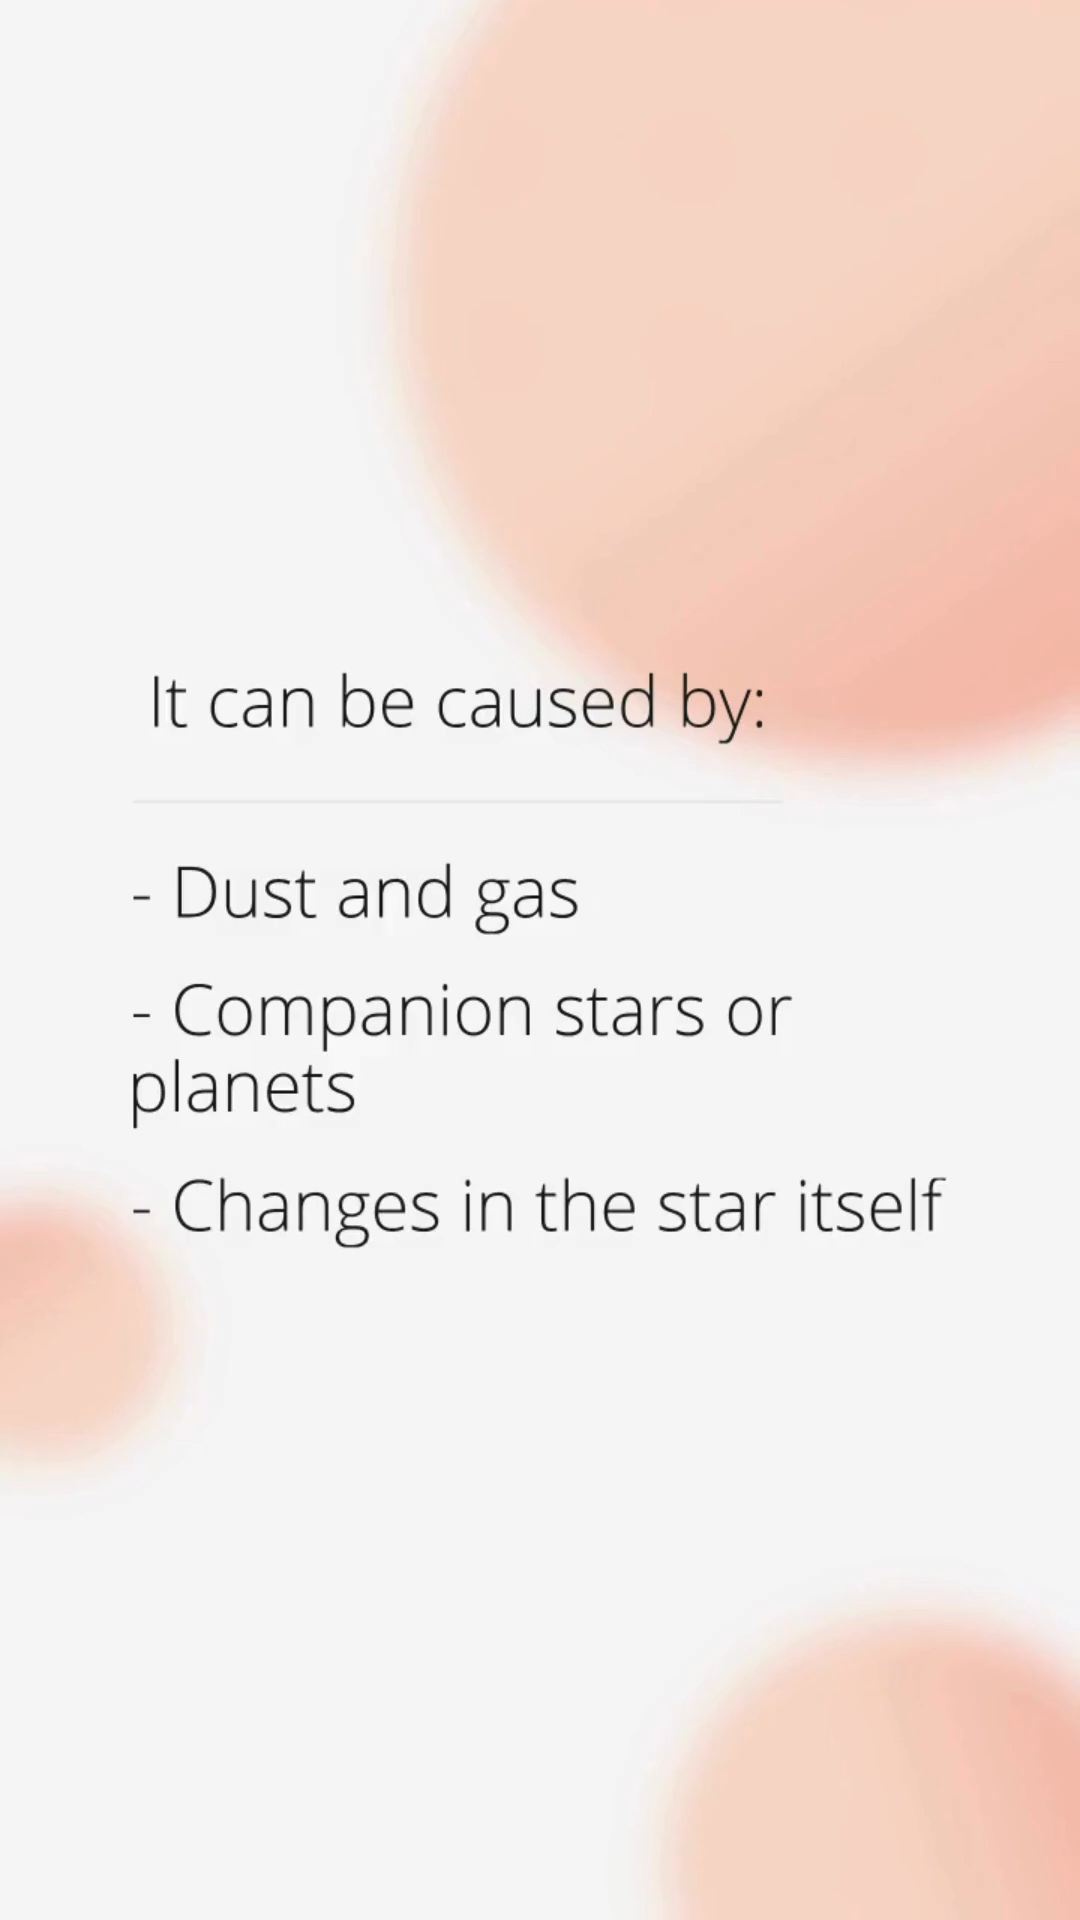 It can be caused by:
- Dust and gas
- Companion stars or
planets
- Changes in the star itself